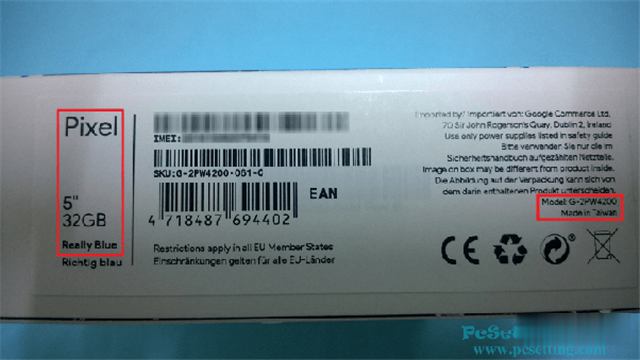 Pixel
5"
32GB
Really Blue
Richtig blau
IMEI:
SKU:G-2PW4200-051-C
EAN
4 718487 694402
Restrictions apply in all EU Member States
Einschränkungen gelten für alle EU-Länder
Imported by/ Importiert von: Google Commerce Ltd,
70 Sir John Rogerson's Quay, Dublin 2, Ireland
Use only power supplies listed in safety guide
Bitte verwenden Sie nur die im
Sicherheitshandbuch aufgezählten Netzteile.
Image on box may be different from product inside.
Die Abbildung auf der Verpackung kann sich von
dem darin enthaltenen Produkt unterscheiden.
Model: G-2PW4200
Made in Taiwan
CE
PcSet
www.pcsetting.com